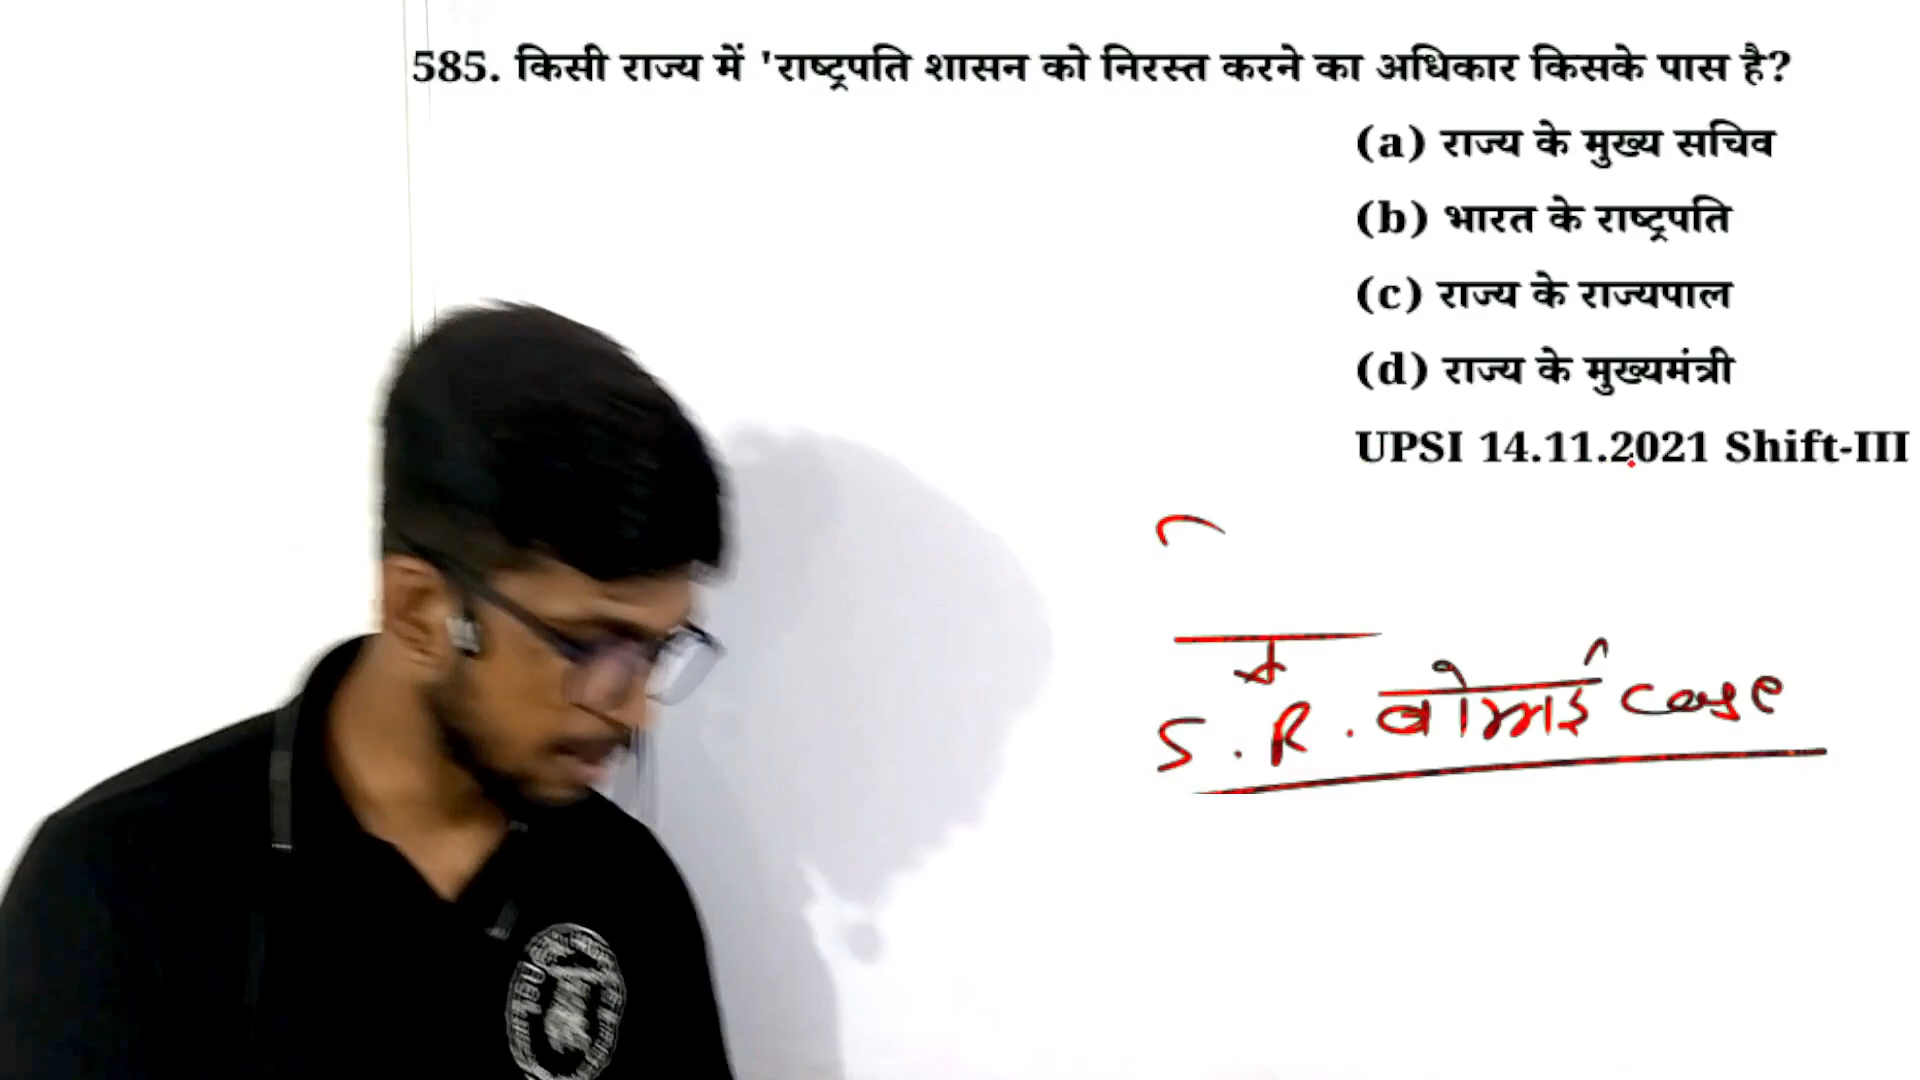 585. किसी राज्य में 'राष्ट्रपति शासन को निरस्त करने का अधिकार किसके पास है?
(a) राज्य के मुख्य सचिव
(b) भारत के राष्ट्रपति
(c) राज्य के राज्यपाल
(d) राज्य के मुख्यमंत्री
UPSI 14.11.2021 Shift-III
S. R. बोम्मई case